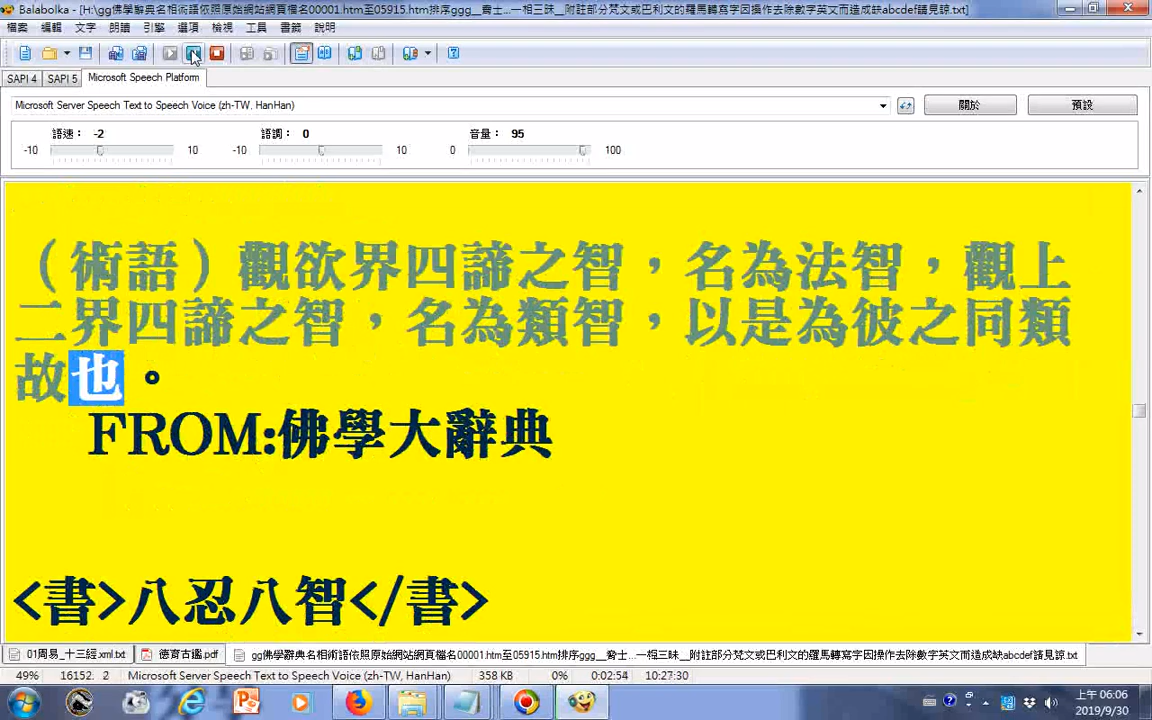 Balabolka - [H:\gg佛學辭典名相術語依照原始網站網頁檔名00001.htm至05915.htm排序ggg__脅士...一相三昧__附註部分梵文或巴利文的羅馬轉寫字因操作去除數字英文而造成缺abcdef請見諒.txt]
檔案 編輯 文字 朗讀 引擎 選項 檢視 工具 書籤 說明
SAPI 4 SAPI 5 Microsoft Speech Platform
Microsoft Server Speech Text to Speech Voice (zh-TW, HanHan) 關於 預設
語速： -2 語調： 0 音量： 95
-10 10 -10 10 0 100
（術語）觀欲界四諦之智，名為法智，觀上
二界四諦之智，名為類智，以是為彼之同類
故也。
FROM:佛學大辭典
<書>八忍八智</書>
01周易_十三經.xml.txt 德育古鑑.pdf gg佛學辭典名相術語依照原始網站網頁檔名00001.htm至05915.htm排序ggg__脅士...一相三昧__附註部分梵文或巴利文的羅馬轉寫字因操作去除數字英文而造成缺abcdef請見諒.txt
49% 16152: 2 Microsoft Server Speech Text to Speech Voice (zh-TW, HanHan) 358 KB 0% 0:02:54 10:27:30
上午 06:06
2019/9/30